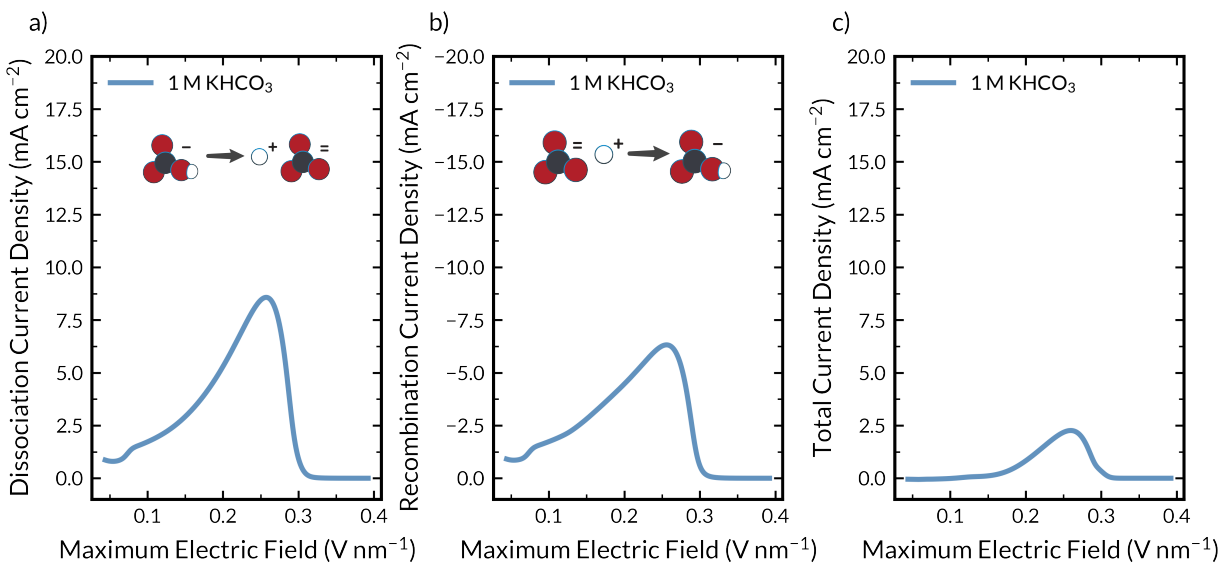 a)
Dissociation Current Density (mA cm⁻²)
20.0
17.5
15.0
12.5
10.0
7.5
5.0
2.5
0.0
1 M KHCO₃
−
+
=
0.1 0.2 0.3 0.4
Maximum Electric Field (V nm⁻¹)
b)
Recombination Current Density (mA cm⁻²)
−20.0
−17.5
−15.0
−12.5
−10.0
−7.5
−5.0
−2.5
0.0
1 M KHCO₃
=
+
−
0.1 0.2 0.3 0.4
Maximum Electric Field (V nm⁻¹)
c)
Total Current Density (mA cm⁻²)
20.0
17.5
15.0
12.5
10.0
7.5
5.0
2.5
0.0
1 M KHCO₃
0.1 0.2 0.3 0.4
Maximum Electric Field (V nm⁻¹)